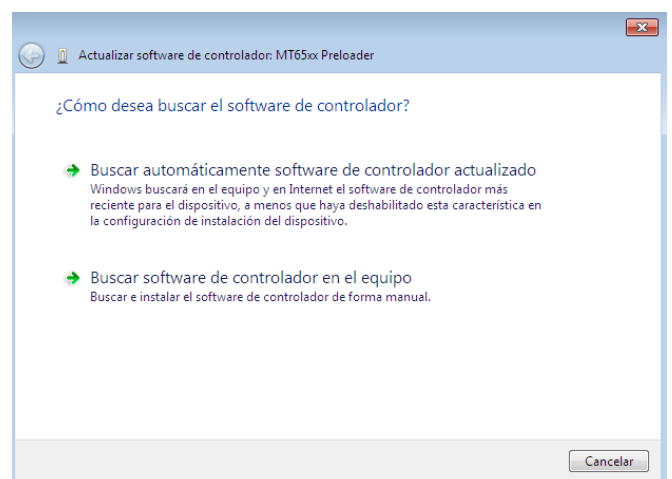 Actualizar software de controlador: MT65xx Preloader
¿Cómo desea buscar el software de controlador?
Buscar automáticamente software de controlador actualizado
Windows buscará en el equipo y en Internet el software de controlador más
reciente para el dispositivo, a menos que haya deshabilitado esta característica en
la configuración de instalación del dispositivo.
Buscar software de controlador en el equipo
Buscar e instalar el software de controlador de forma manual.
Cancelar